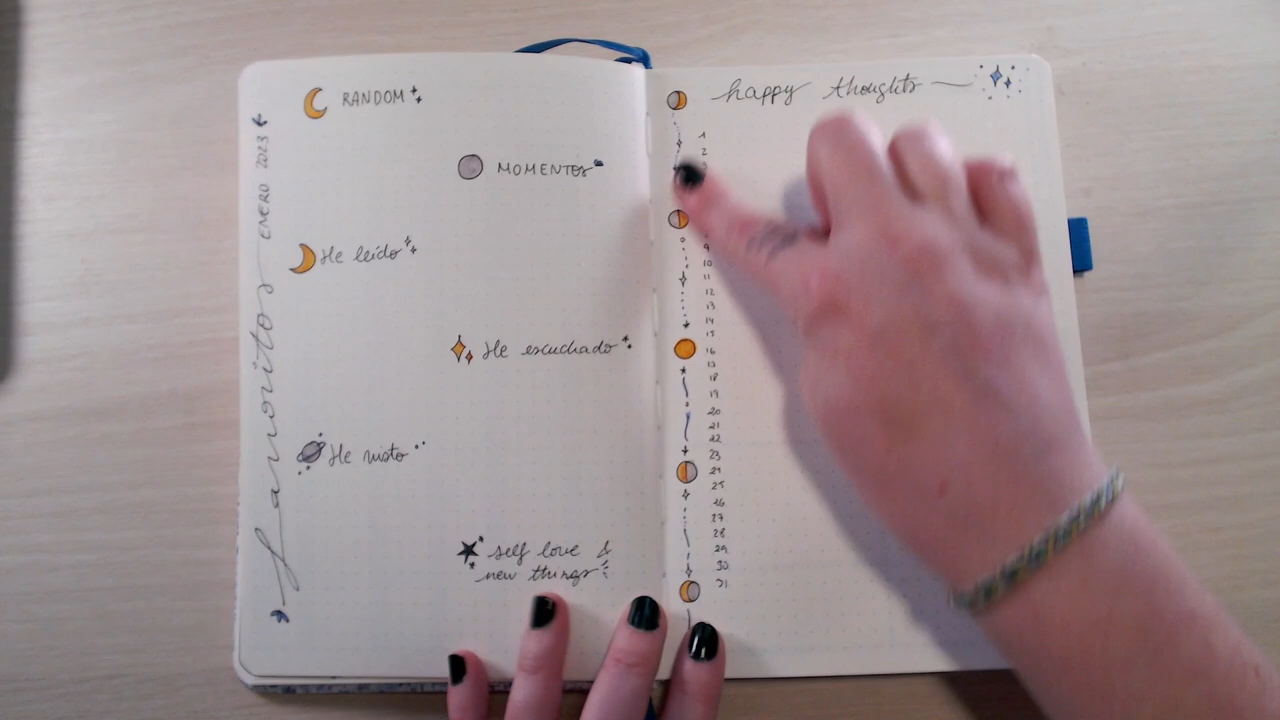 favoritos ENERO 2023
RANDOM
MOMENTOS
He leído
He escuchado
He visto
self love &
new things
happy thoughts
1
2
9
10
11
12
13
14
15
16
17
18
19
20
21
22
23
24
25
26
27
28
29
30
31